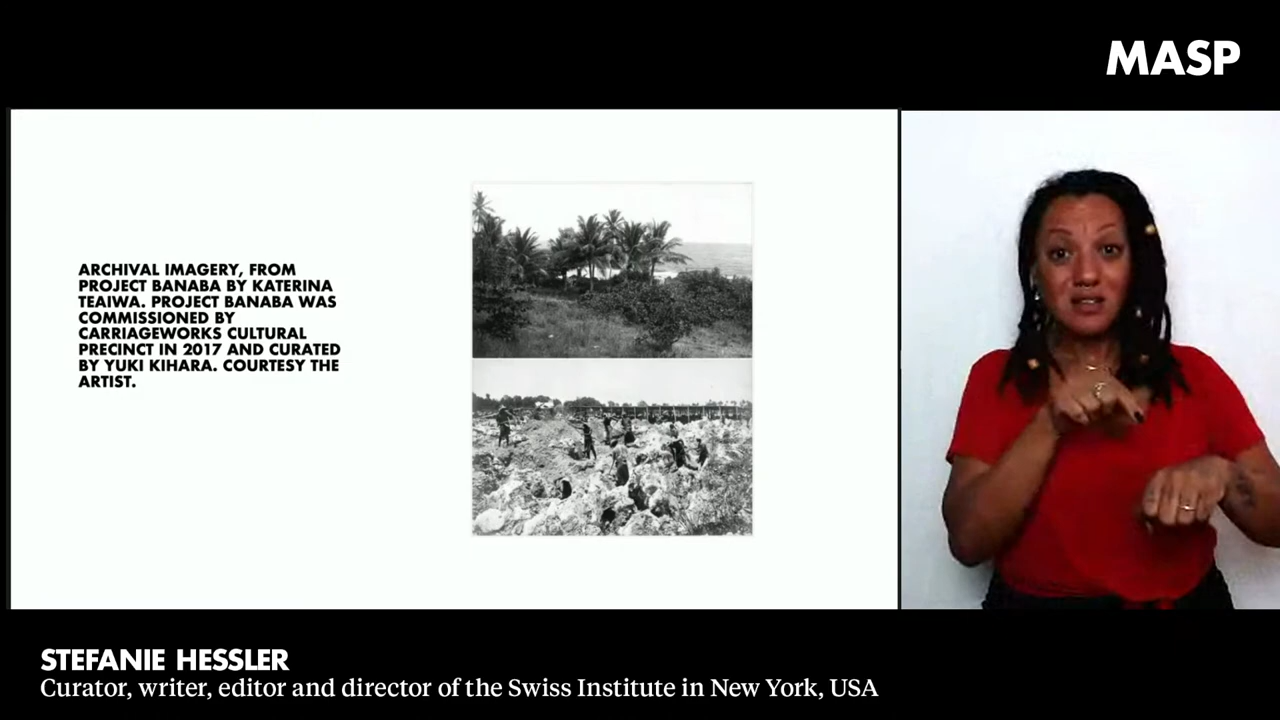 MASP
ARCHIVAL IMAGERY, FROM
PROJECT BANABA BY KATERINA
TEAIWA. PROJECT BANABA WAS
COMMISSIONED BY
CARRIAGEWORKS CULTURAL
PRECINCT IN 2017 AND CURATED
BY YUKI KIHARA. COURTESY THE
ARTIST.
STEFANIE HESSLER
Curator, writer, editor and director of the Swiss Institute in New York, USA